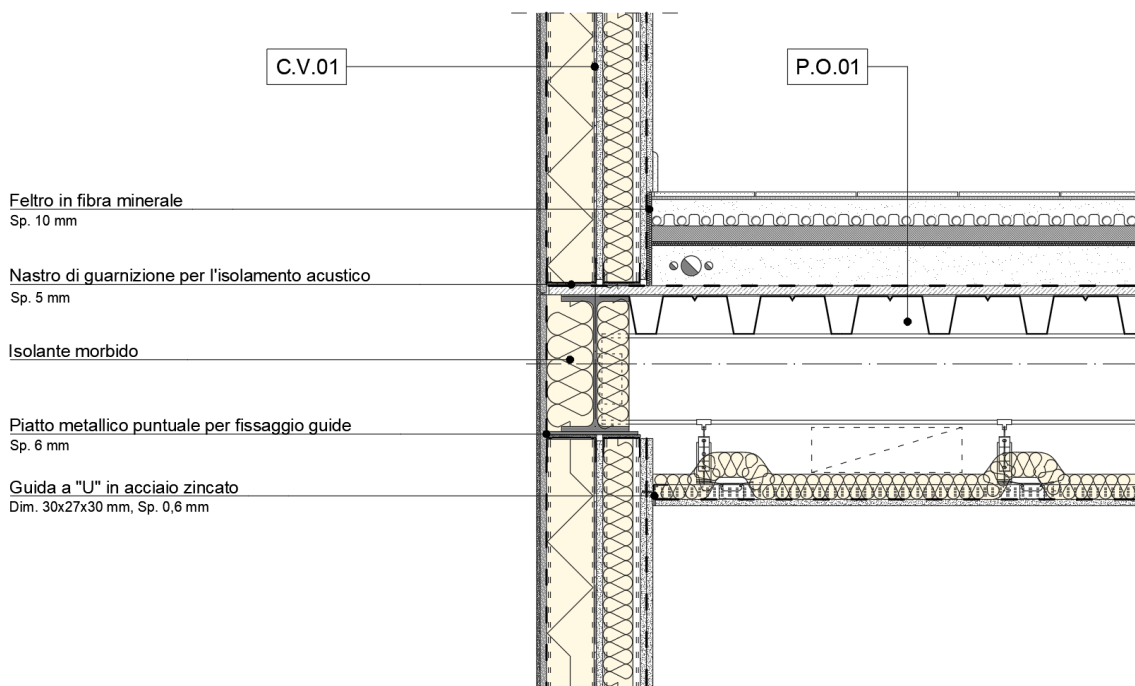 C.V.01
P.O.01
Feltro in fibra minerale
Sp. 10 mm
Nastro di guarnizione per l'isolamento acustico
Sp. 5 mm
Isolante morbido
Piatto metallico puntuale per fissaggio guide
Sp. 6 mm
Guida a "U" in acciaio zincato
Dim. 30x27x30 mm, Sp. 0,6 mm